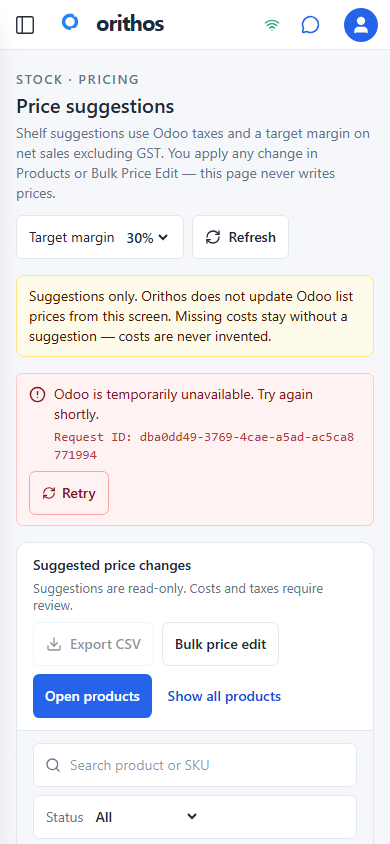 orithos
STOCK · PRICING
Price suggestions
Shelf suggestions use Odoo taxes and a target margin on
net sales excluding GST. You apply any change in
Products or Bulk Price Edit — this page never writes
prices.
Target margin 30%
Refresh
Suggestions only. Orithos does not update Odoo list
prices from this screen. Missing costs stay without a
suggestion — costs are never invented.
Odoo is temporarily unavailable. Try again
shortly.
Request ID: dba0dd49-3769-4cae-a5ad-ac5ca8
771994
Retry
Suggested price changes
Suggestions are read-only. Costs and taxes require
review.
Export CSV
Bulk price edit
Open products
Show all products
Search product or SKU
Status All